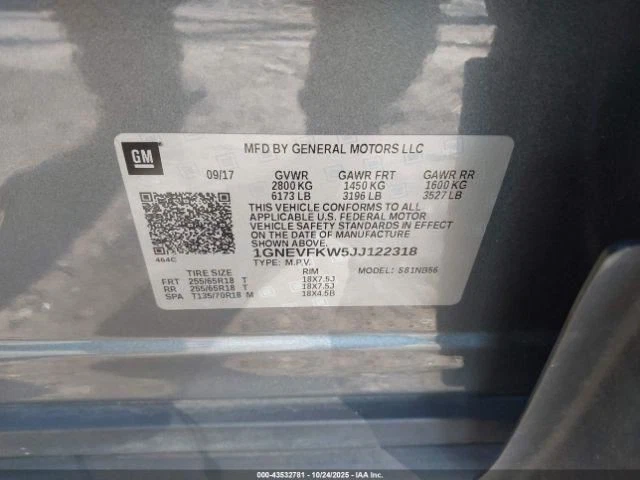 GM
MFD BY GENERAL MOTORS LLC
09/17 GVWR GAWR FRT GAWR RR
2800 KG 1450 KG 1600 KG
6173 LB 3196 LB 3527 LB
THIS VEHICLE CONFORMS TO ALL
APPLICABLE U.S. FEDERAL MOTOR
VEHICLE SAFETY STANDARDS IN
EFFECT ON THE DATE OF MANUFACTURE
SHOWN ABOVE.
464C 1GNEVFKW5JJ122318
TYPE: M.P.V. MODEL: S81NB56
TIRE SIZE RIM
FRT 255/65R18 T 18X7.5J
RR 255/65R18 T 18X7.5J
SPA T135/70R18 M 18X4.5B
000-43532781 - 10/24/2025 - IAAI.COM